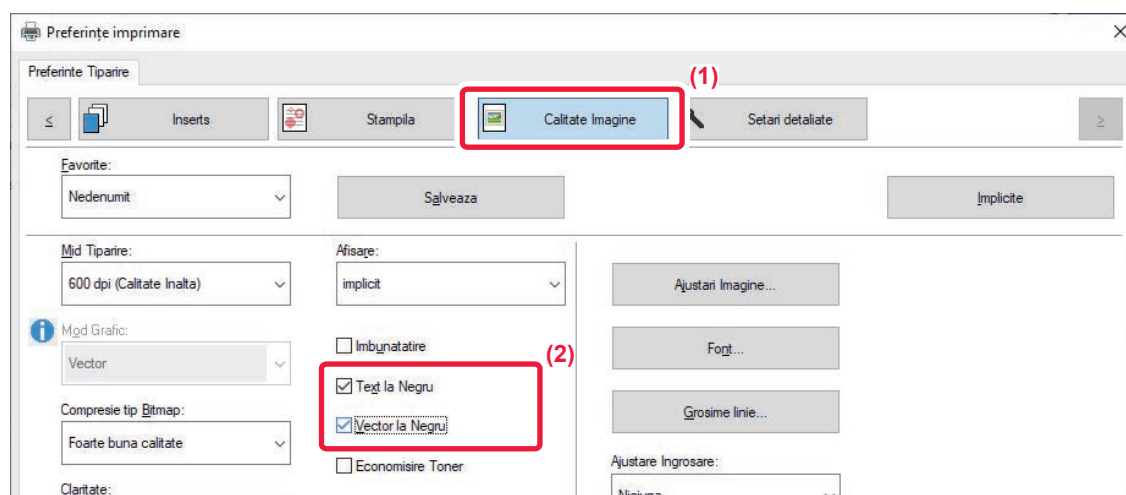 Preferințe imprimare
Preferinte Tiparire
(1)
< Inserts Stampila Calitate Imagine Setari detaliate >
Favorite:
Nedenumit Salveaza Implicite
Mid Tiparire: Afisare:
600 dpi (Calitate Inalta) implicit Ajustari Imagine...
Mod Grafic:
Vector Imbunatatire Font...
(2)
Text la Negru
Compresie tip Bitmap: Vector la Negru Grosime linie...
Foarte buna calitate
Economisire Toner Ajustare Ingrosare:
Claritate: Niciuna